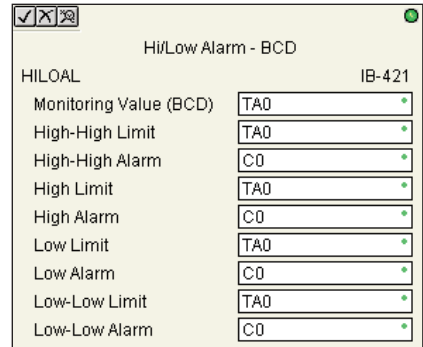 Hi/Low Alarm - BCD
HILOAL IB-421
Monitoring Value (BCD) TA0
High-High Limit TA0
High-High Alarm C0
High Limit TA0
High Alarm C0
Low Limit TA0
Low Alarm C0
Low-Low Limit TA0
Low-Low Alarm C0